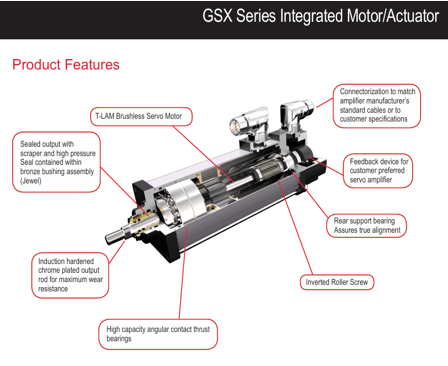 GSX Series Integrated Motor/Actuator
Product Features
Connectorization to match
amplifier manufacturer's
standard cables or to
customer specifications
T-LAM Brushless Servo Motor
Sealed output with
scraper and high pressure
Seal contained within
bronze bushing assembly
(Jewel)
Feedback device for
customer preferred
servo amplifier
Rear support bearing
Assures true alignment
Induction hardened
chrome plated output
rod for maximum wear
resistance
Inverted Roller Screw
High capacity angular contact thrust
bearings